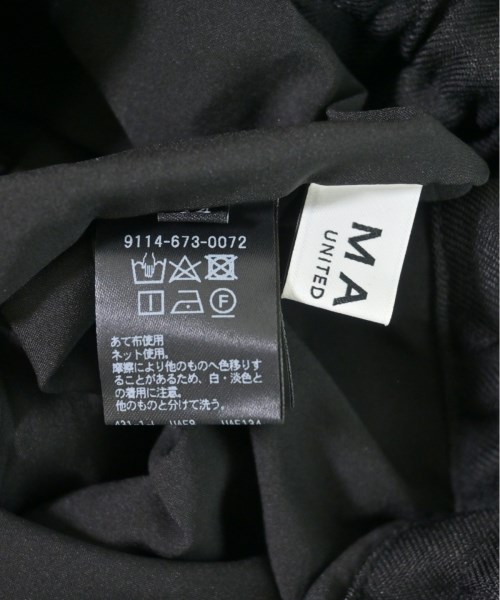 9114-673-0072
あて布使用
ネット使用。
摩擦により他のものへ色移りす
ることがあるため、白・淡色と
の着用に注意。
他のものと分けて洗う。
MA
UNITED